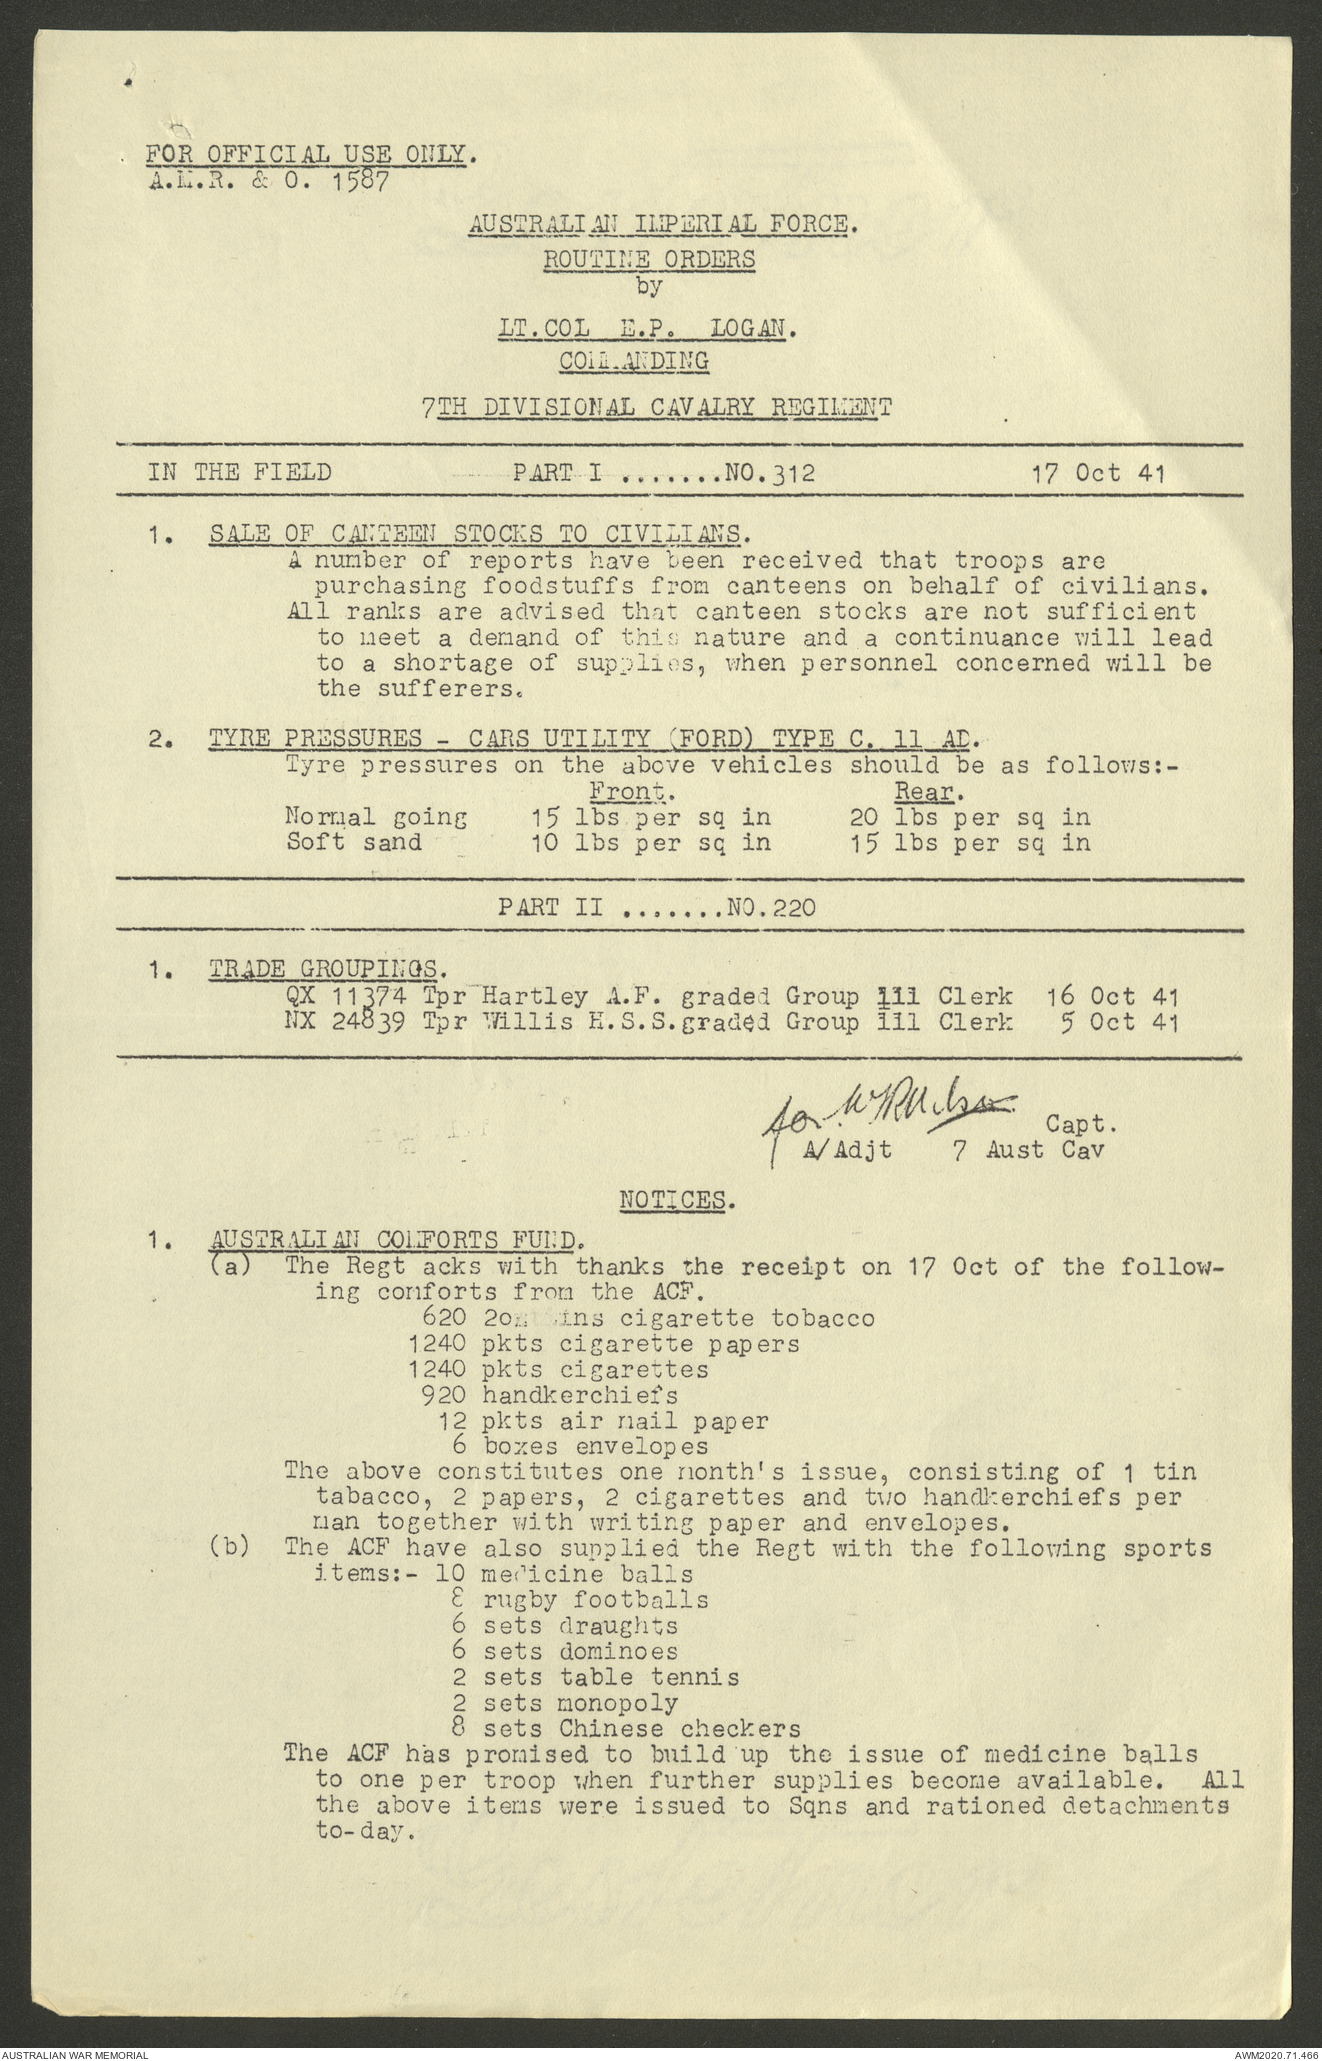 FOR OFFICIAL USE ONLY.
A.M.R. & O. 1587
AUSTRALIAN IMPERIAL FORCE.
ROUTINE ORDERS
by
LT.COL E.P. LOGAN.
COMMANDING
7TH DIVISIONAL CAVALRY REGIMENT
IN THE FIELD PART I .......NO.312 17 Oct 41
1. SALE OF CANTEEN STOCKS TO CIVILIANS.
A number of reports have been received that troops are
purchasing foodstuffs from canteens on behalf of civilians.
All ranks are advised that canteen stocks are not sufficient
to meet a demand of this nature and a continuance will lead
to a shortage of supplies, when personnel concerned will be
the sufferers.
2. TYRE PRESSURES - CARS UTILITY (FORD) TYPE C. 11 AD.
Tyre pressures on the above vehicles should be as follows:-
Front. Rear.
Normal going 15 lbs per sq in 20 lbs per sq in
Soft sand 10 lbs per sq in 15 lbs per sq in
PART II .......NO.220
1. TRADE GROUPINGS.
QX 11374 Tpr Hartley A.F. graded Group 111 Clerk 16 Oct 41
NX 24839 Tpr Willis H.S.S.graded Group 111 Clerk 5 Oct 41
for
Capt.
A/Adjt 7 Aust Cav
NOTICES.
1. AUSTRALIAN COMFORTS FUND.
(a) The Regt acks with thanks the receipt on 17 Oct of the follow-
ing comforts from the ACF.
620 2oz tins cigarette tobacco
1240 pkts cigarette papers
1240 pkts cigarettes
920 handkerchiefs
12 pkts air mail paper
6 boxes envelopes
The above constitutes one month's issue, consisting of 1 tin
tabacco, 2 papers, 2 cigarettes and two handkerchiefs per
man together with writing paper and envelopes.
(b) The ACF have also supplied the Regt with the following sports
items:- 10 medicine balls
8 rugby footballs
6 sets draughts
6 sets dominoes
2 sets table tennis
2 sets monopoly
8 sets Chinese checkers
The ACF has promised to build up the issue of medicine balls
to one per troop when further supplies become available. All
the above items were issued to Sqns and rationed detachments
to-day.
AUSTRALIAN WAR MEMORIAL
AWM2020.71.466